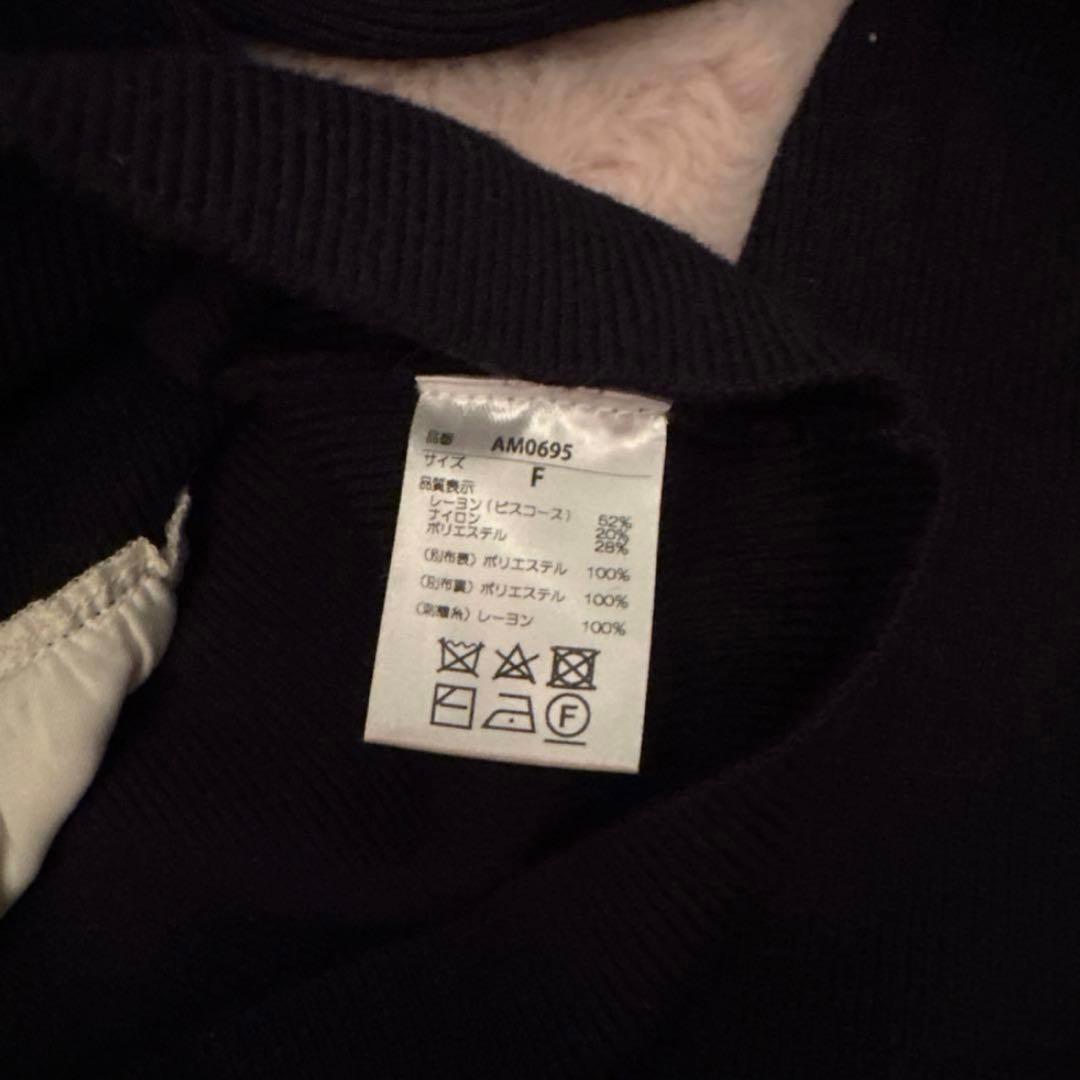 品番 AM0695
サイズ F
品質表示
レーヨン(ビスコース) 52%
ナイロン 20%
ポリエステル 28%
(別布表) ポリエステル 100%
(別布裏) ポリエステル 100%
(刺繍糸) レーヨン 100%
F